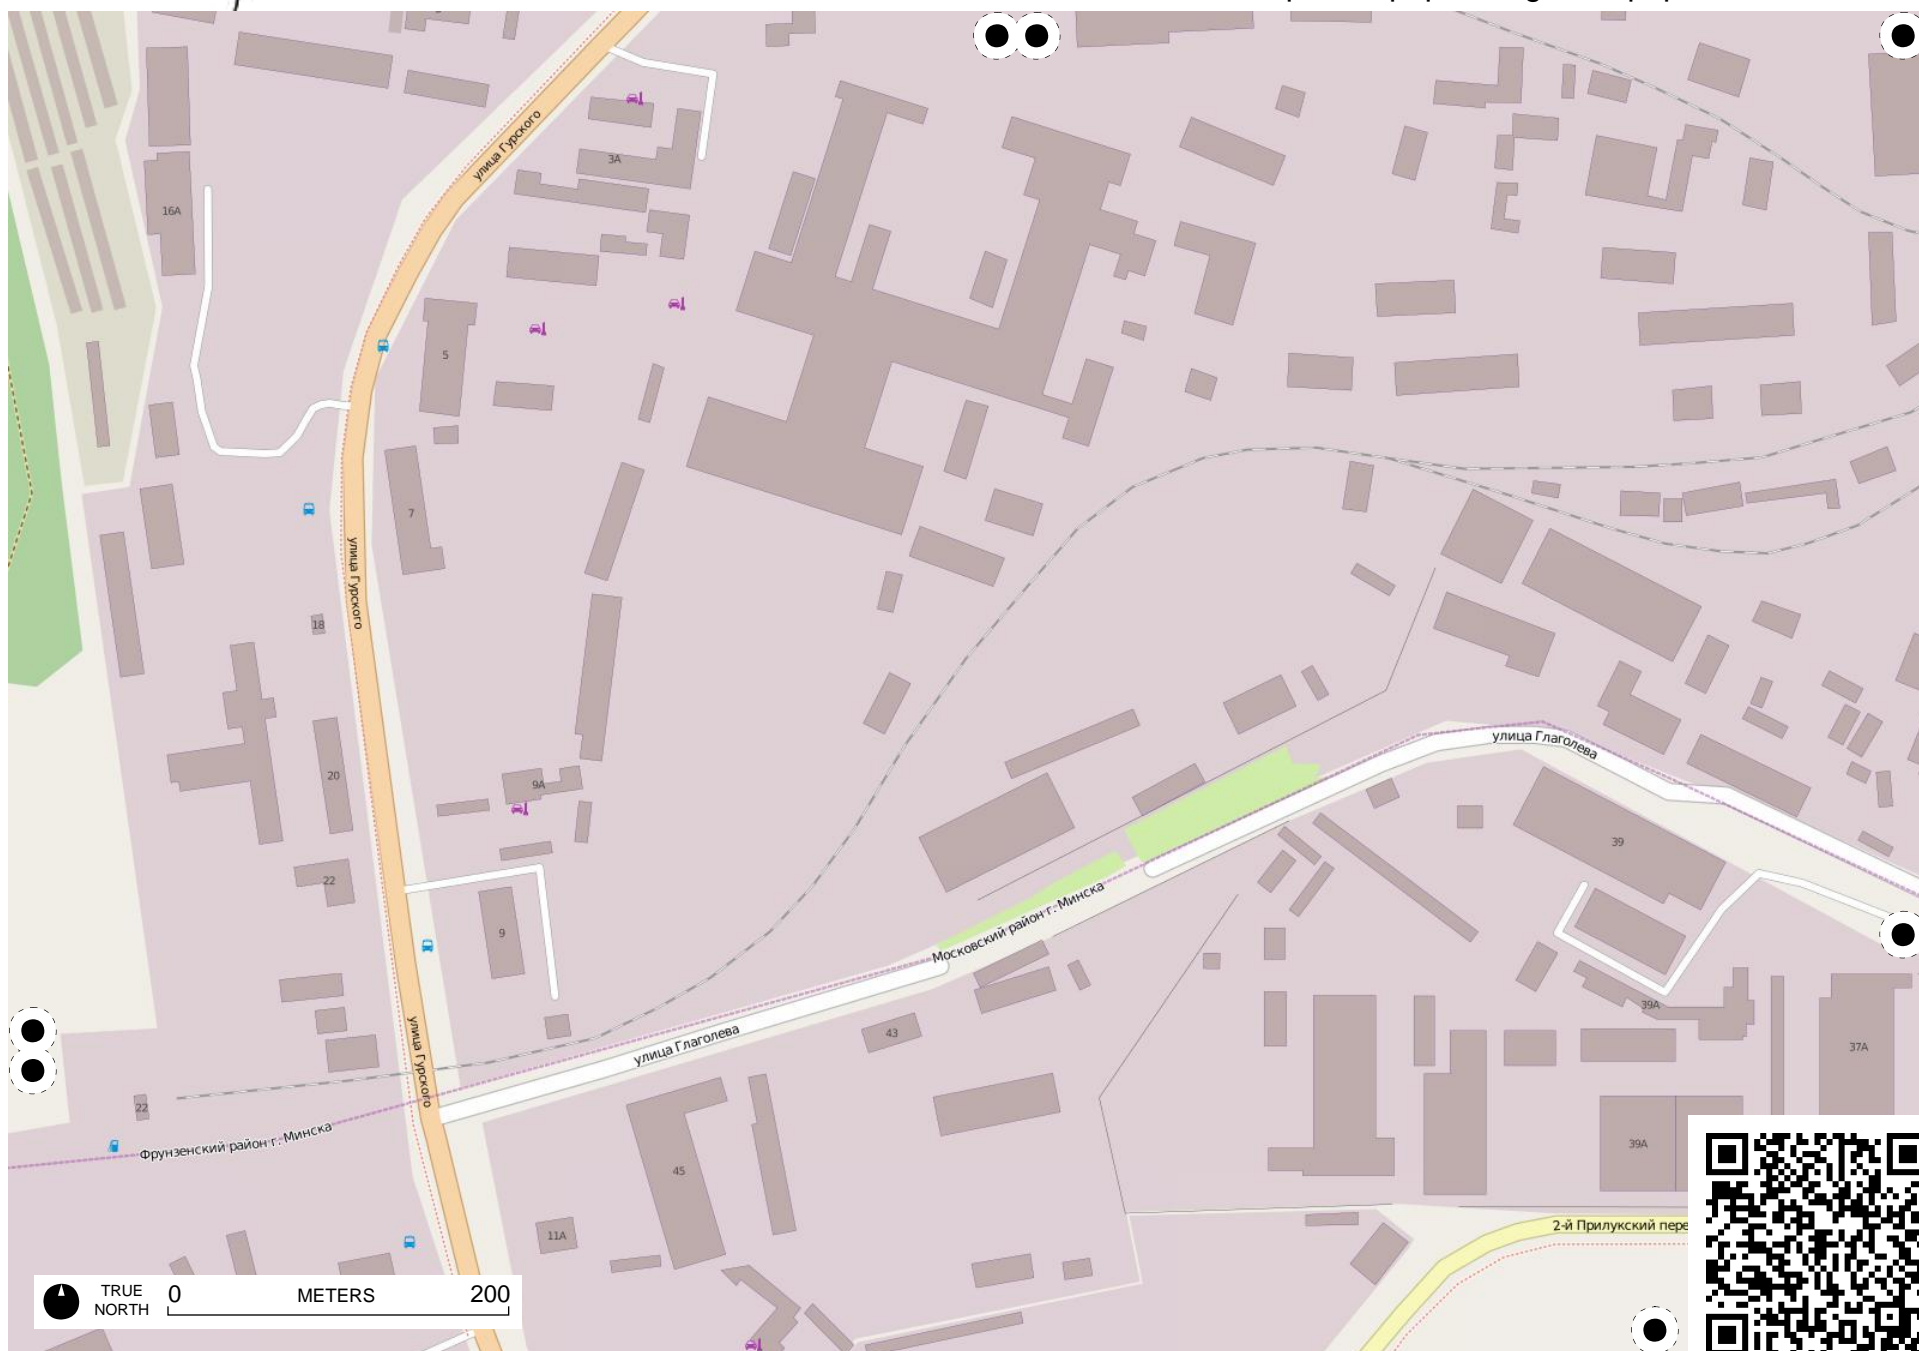 улица Гурского
3А
16А
5
7
улица Гурского
18
улица Глаголева
20
9А
39
22
Московский район г. Минска
9
39А
улица Гурского
улица Глаголева
43
37А
22
Фрунзенский район г. Минска
39А
45
2-й Прилукский пере
11А
TRUE NORTH
0 METERS 200